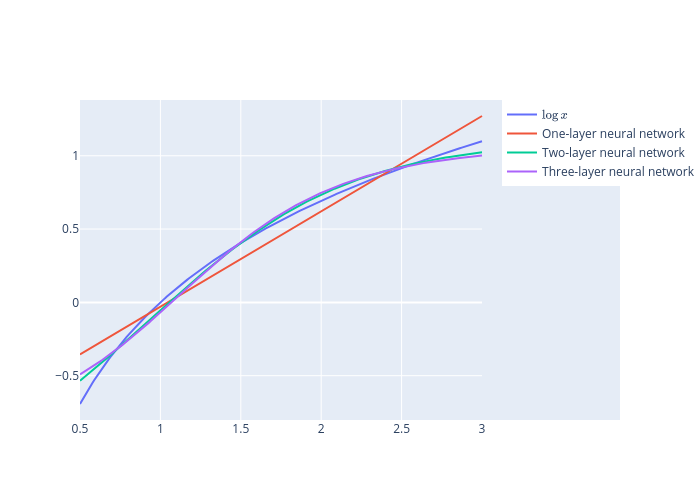 log x
One-layer neural network
Two-layer neural network
Three-layer neural network
1
0.5
0
−0.5
0.5
1
1.5
2
2.5
3